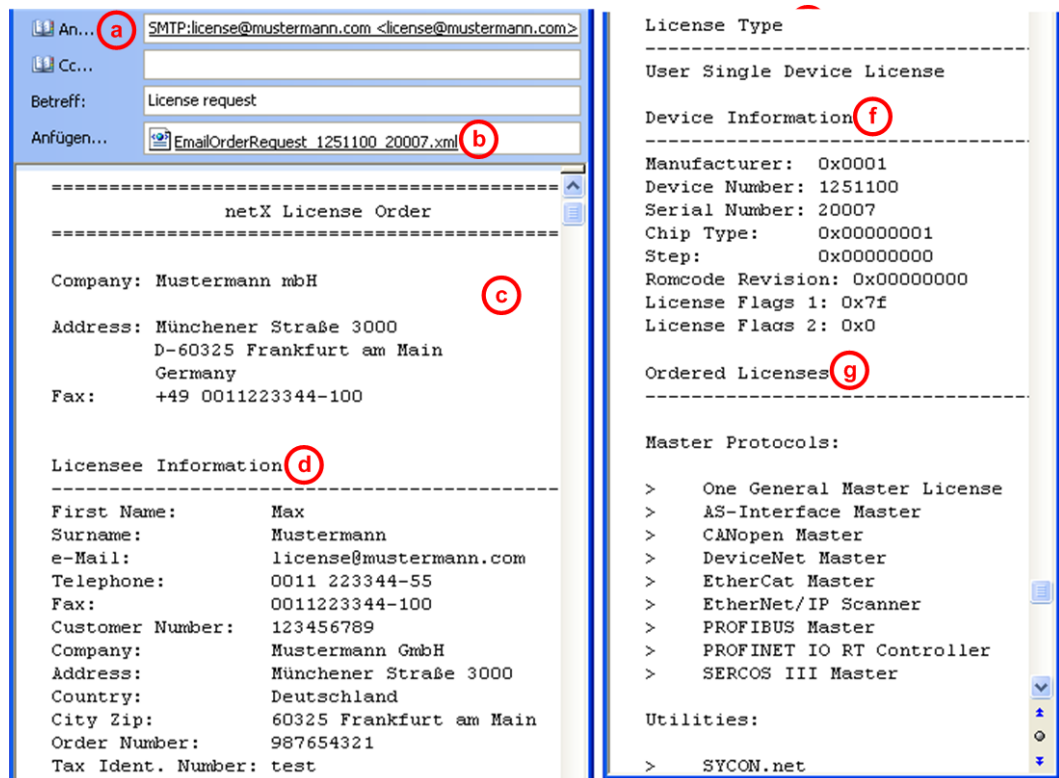 An... a SMTP:license@mustermann.com <license@mustermann.com>
Cc...
Betreff: License request
Anfügen... EmailOrderRequest_1251100_20007.xml b
============================================
netX License Order
============================================
Company: Mustermann mbH
c
Address: Münchener Straße 3000
D-60325 Frankfurt am Main
Germany
Fax: +49 0011223344-100
Licensee Information d
--------------------------------------------
First Name: Max
Surname: Mustermann
e-Mail: license@mustermann.com
Telephone: 0011 223344-55
Fax: 0011223344-100
Customer Number: 123456789
Company: Mustermann GmbH
Address: Münchener Straße 3000
Country: Deutschland
City Zip: 60325 Frankfurt am Main
Order Number: 987654321
Tax Ident. Number: test
License Type
---------------------------------
User Single Device License
Device Information f
---------------------------------
Manufacturer: 0x0001
Device Number: 1251100
Serial Number: 20007
Chip Type: 0x00000001
Step: 0x00000000
Romcode Revision: 0x00000000
License Flags 1: 0x7f
License Flags 2: 0x0
Ordered Licenses g
---------------------------------
Master Protocols:
> One General Master License
> AS-Interface Master
> CANopen Master
> DeviceNet Master
> EtherCat Master
> EtherNet/IP Scanner
> PROFIBUS Master
> PROFINET IO RT Controller
> SERCOS III Master
Utilities:
> SYCON.net